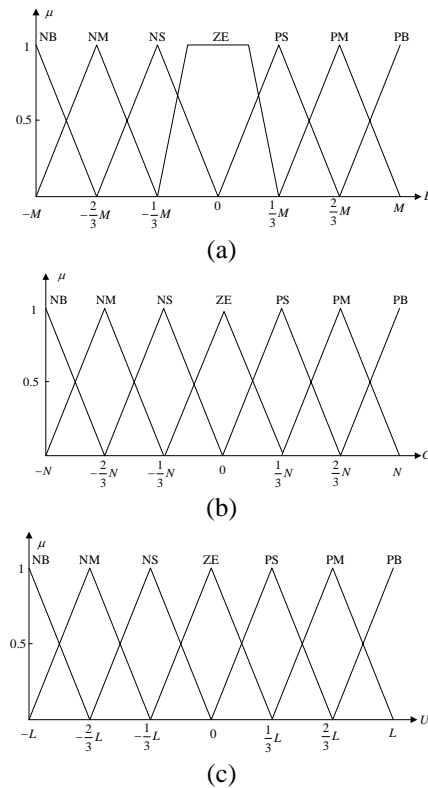 μ
NB NM NS ZE PS PM PB
1
0.5
−M −2/3M −1/3M 0 1/3M 2/3M M E
(a)
μ
NB NM NS ZE PS PM PB
1
0.5
−N −2/3N −1/3N 0 1/3N 2/3N N
(b)
μ
NB NM NS ZE PS PM PB
1
0.5
−L −2/3L −1/3L 0 1/3L 2/3L L U
(c)